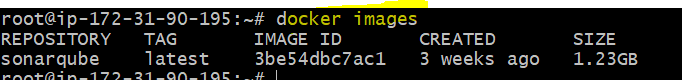 root@ip-172-31-90-195:~# docker images
REPOSITORY TAG IMAGE ID CREATED SIZE
sonarqube latest 3be54dbc7ac1 3 weeks ago 1.23GB
root@ip-172-31-90-195:~#